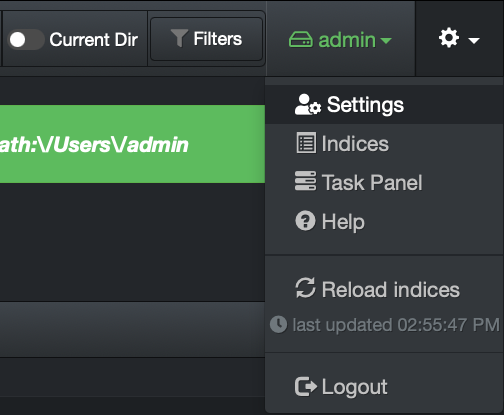 Current Dir
Filters
admin
ath:\/Users\/admin
Settings
Indices
Task Panel
Help
Reload indices
last updated 02:55:47 PM
Logout